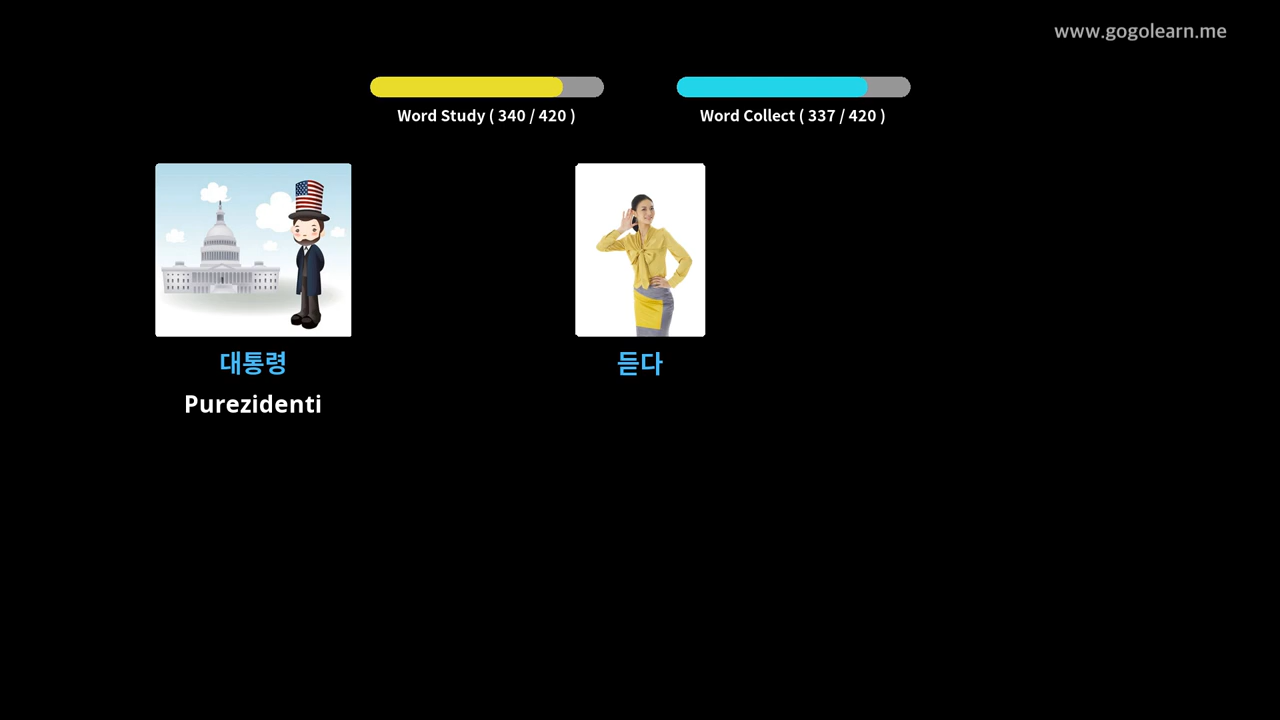 www.gogolearn.me
Word Study ( 340 / 420 )
Word Collect ( 337 / 420 )
대통령
듣다
Purezidenti